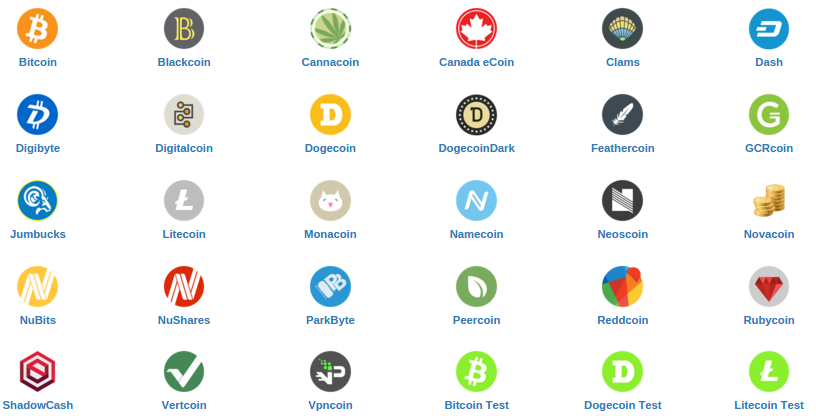 Bitcoin Blackcoin Cannacoin Canada eCoin Clams Dash
Digibyte Digitalcoin Dogecoin DogecoinDark Feathercoin GCRcoin
Jumbucks Litecoin Monacoin Namecoin Neoscoin Novacoin
NuBits NuShares ParkByte Peercoin Reddcoin Rubycoin
ShadowCash Vertcoin Vpncoin Bitcoin Test Dogecoin Test Litecoin Test